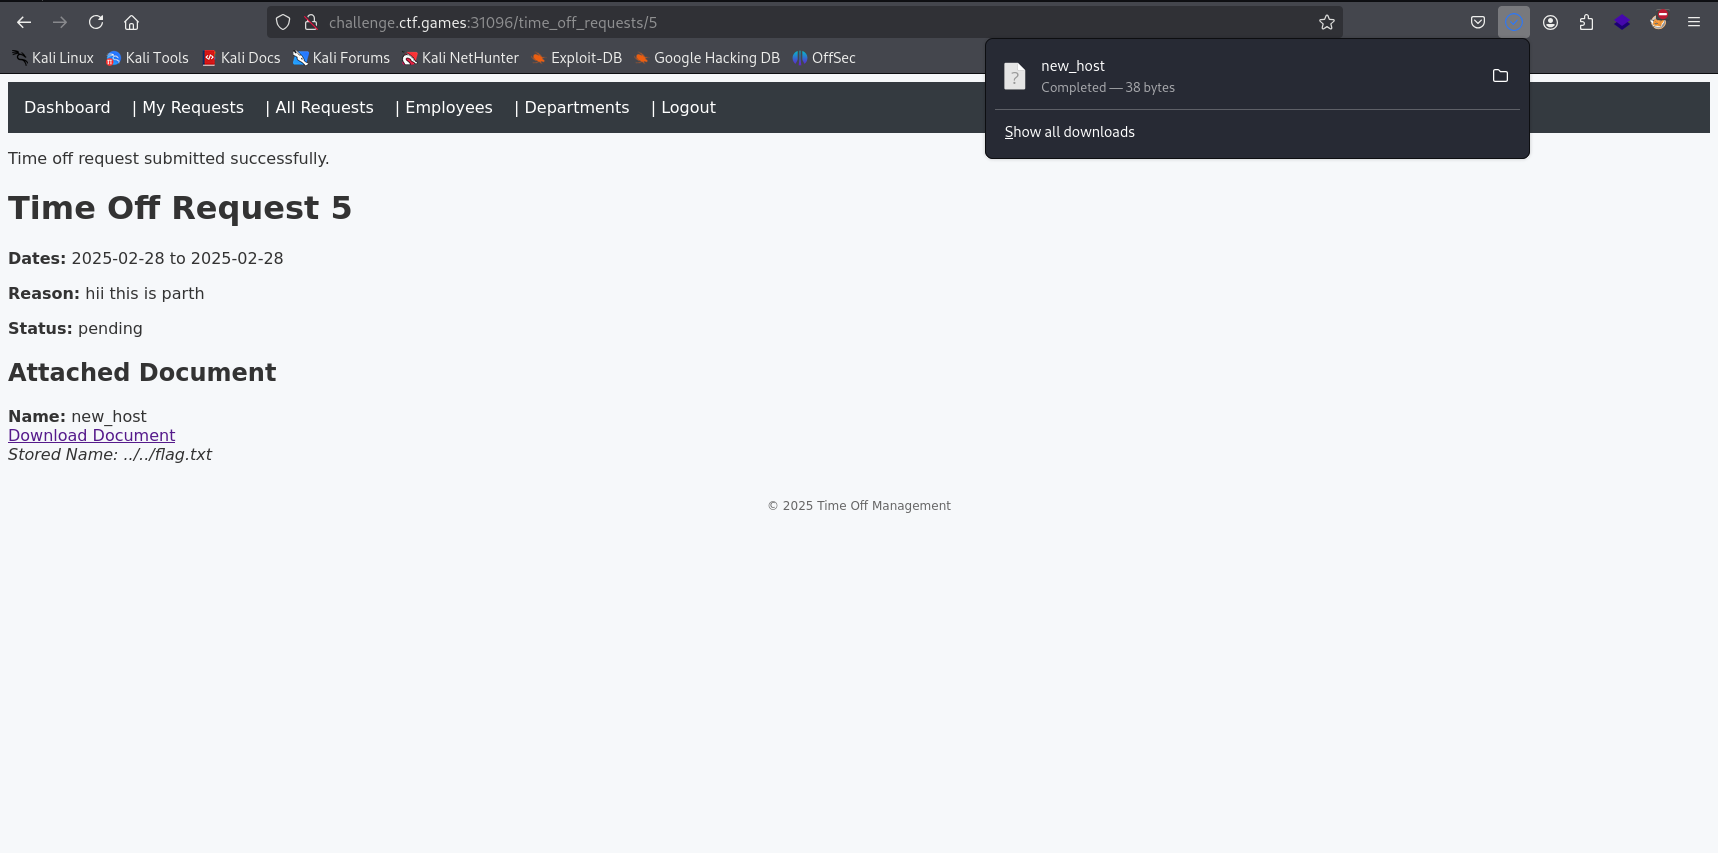 challenge.ctf.games:31096/time_off_requests/5
Kali Linux Kali Tools Kali Docs Kali Forums Kali NetHunter Exploit-DB Google Hacking DB OffSec
new_host
Completed — 38 bytes
Show all downloads
Dashboard | My Requests | All Requests | Employees | Departments | Logout
Time off request submitted successfully.
Time Off Request 5
Dates: 2025-02-28 to 2025-02-28
Reason: hii this is parth
Status: pending
Attached Document
Name: new_host
Download Document
Stored Name: ../../flag.txt
© 2025 Time Off Management